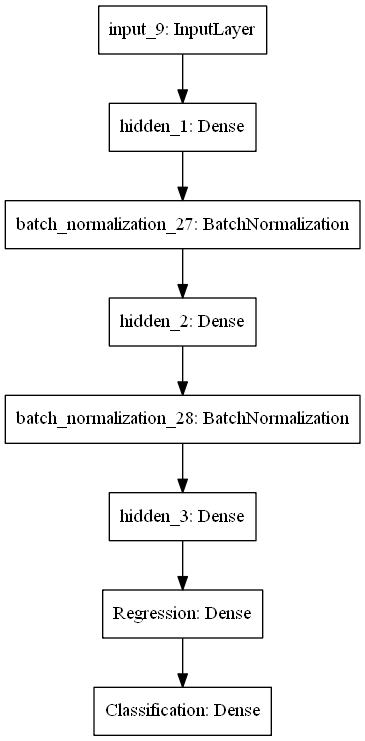 input_9: InputLayer
hidden_1: Dense
batch_normalization_27: BatchNormalization
hidden_2: Dense
batch_normalization_28: BatchNormalization
hidden_3: Dense
Regression: Dense
Classification: Dense